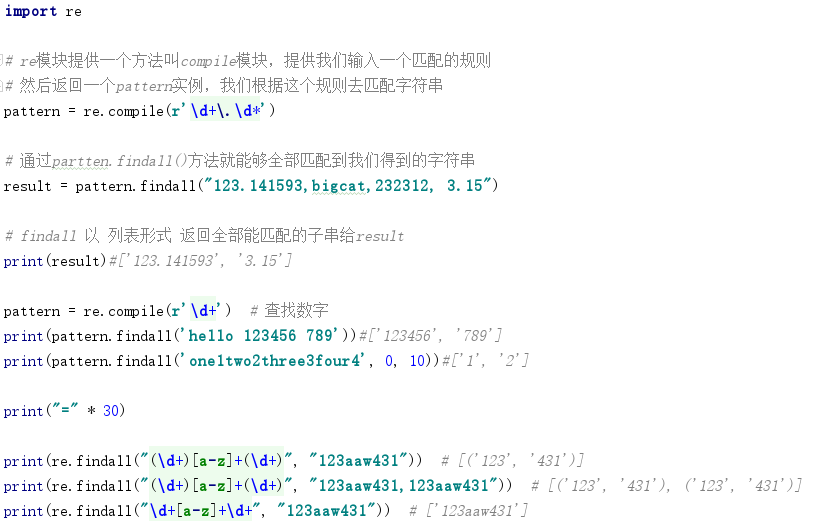 import re
# re模块提供一个方法叫compile模块，提供我们输入一个匹配的规则
# 然后返回一个pattern实例，我们根据这个规则去匹配字符串
pattern = re.compile(r'\d+\.\d*')
# 通过partten.findall()方法就能够全部匹配到我们得到的字符串
result = pattern.findall("123.141593,bigcat,232312, 3.15")
# findall 以 列表形式 返回全部能匹配的子串给result
print(result)#['123.141593', '3.15']
pattern = re.compile(r'\d+')  # 查找数字
print(pattern.findall('hello 123456 789'))#['123456', '789']
print(pattern.findall('one1two2three3four4', 0, 10))#['1', '2']
print("=" * 30)
print(re.findall("(\d+)[a-z]+(\d+)", "123aaw431"))  # [('123', '431')]
print(re.findall("(\d+)[a-z]+(\d+)", "123aaw431,123aaw431"))  # [('123', '431'), ('123', '431')]
print(re.findall("\d+[a-z]+\d+", "123aaw431"))  # ['123aaw431']